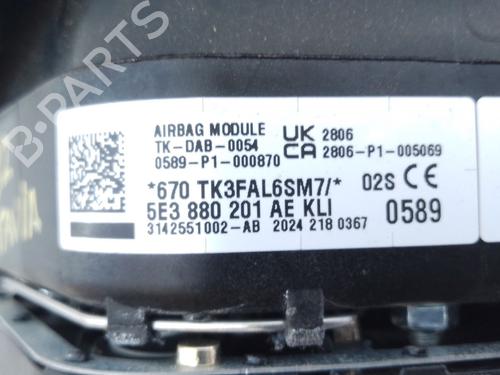 B-PARTS
AIRBAG MODULE
TK-DAB-0054
0589-P1-000870
UK CA 2806
2806-P1-005069
*670 TK3FAL6SM7/* 02S CE
5E3 880 201 AE KLI 0589
3142551002-AB 2024 218 0367